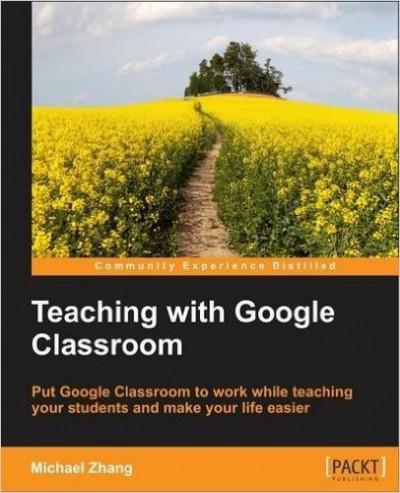 Community Experience Distilled
Teaching with Google
Classroom
Put Google Classroom to work while teaching
your students and make your life easier
Michael Zhang
[PACKT]
PUBLISHING